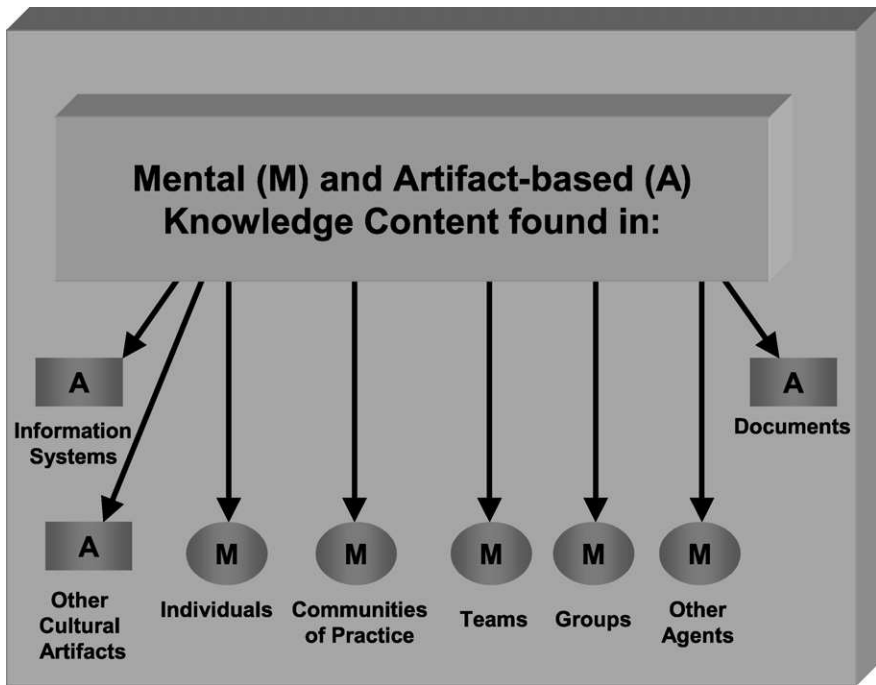 Mental (M) and Artifact-based (A)
Knowledge Content found in:
A
Information
Systems
A
Documents
A
Other
Cultural
Artifacts
M
Individuals
M
Communities
of Practice
M
Teams
M
Groups
M
Other
Agents